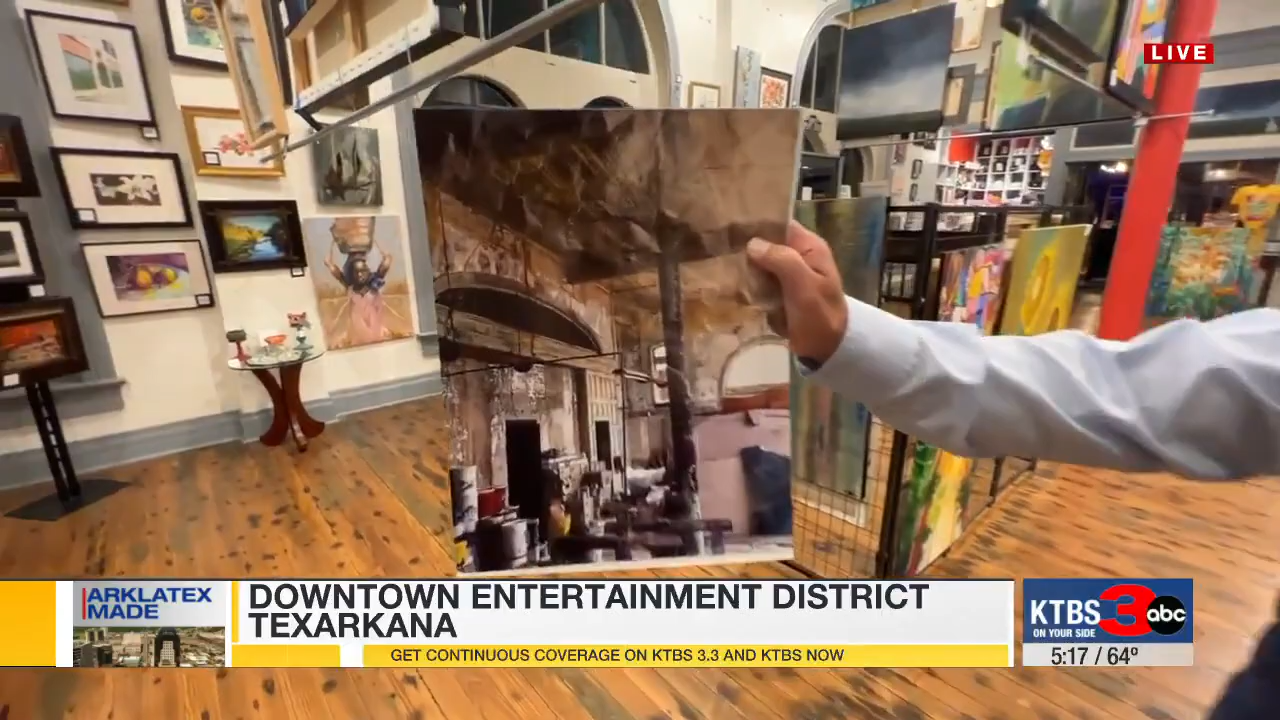 LIVE
ARKLATEX
MADE
DOWNTOWN ENTERTAINMENT DISTRICT
TEXARKANA
GET CONTINUOUS COVERAGE ON KTBS 3.3 AND KTBS NOW
KTBS 3 abc
ON YOUR SIDE
5:17 / 64°